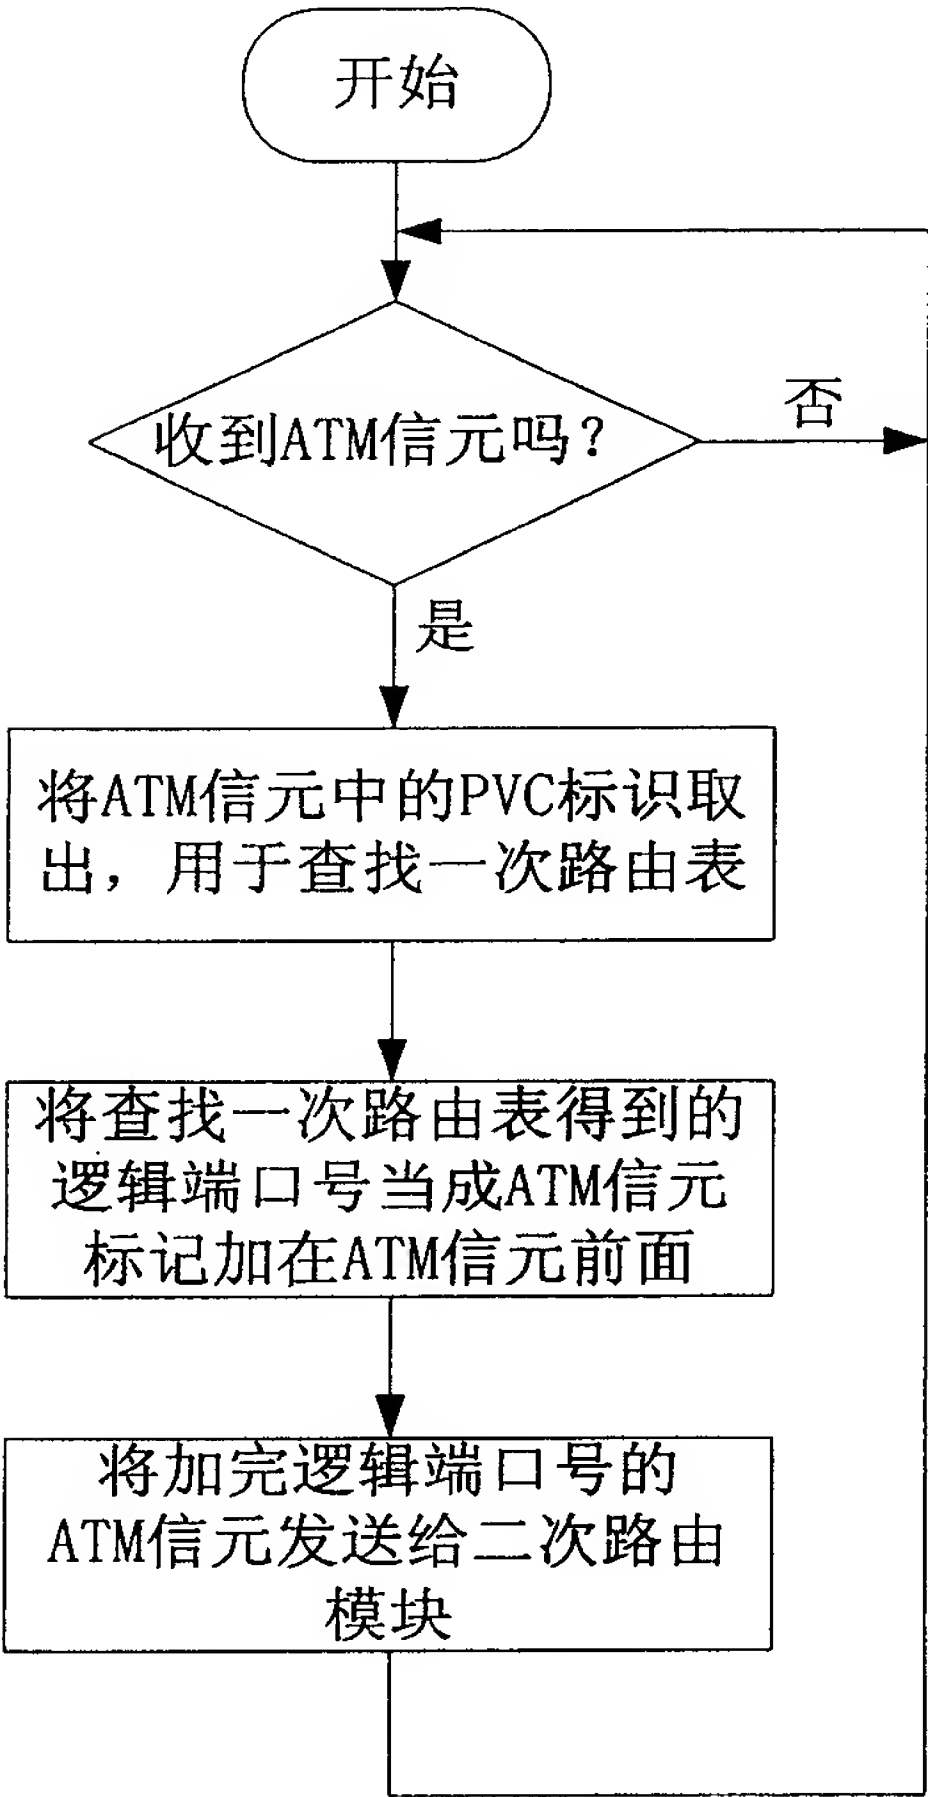 开始
收到ATM信元吗？
否
是
将ATM信元中的PVC标识取
出，用于查找一次路由表
将查找一次路由表得到的
逻辑端口号当成ATM信元
标记加在ATM信元前面
将加完逻辑端口号的
ATM信元发送给二次路由
模块